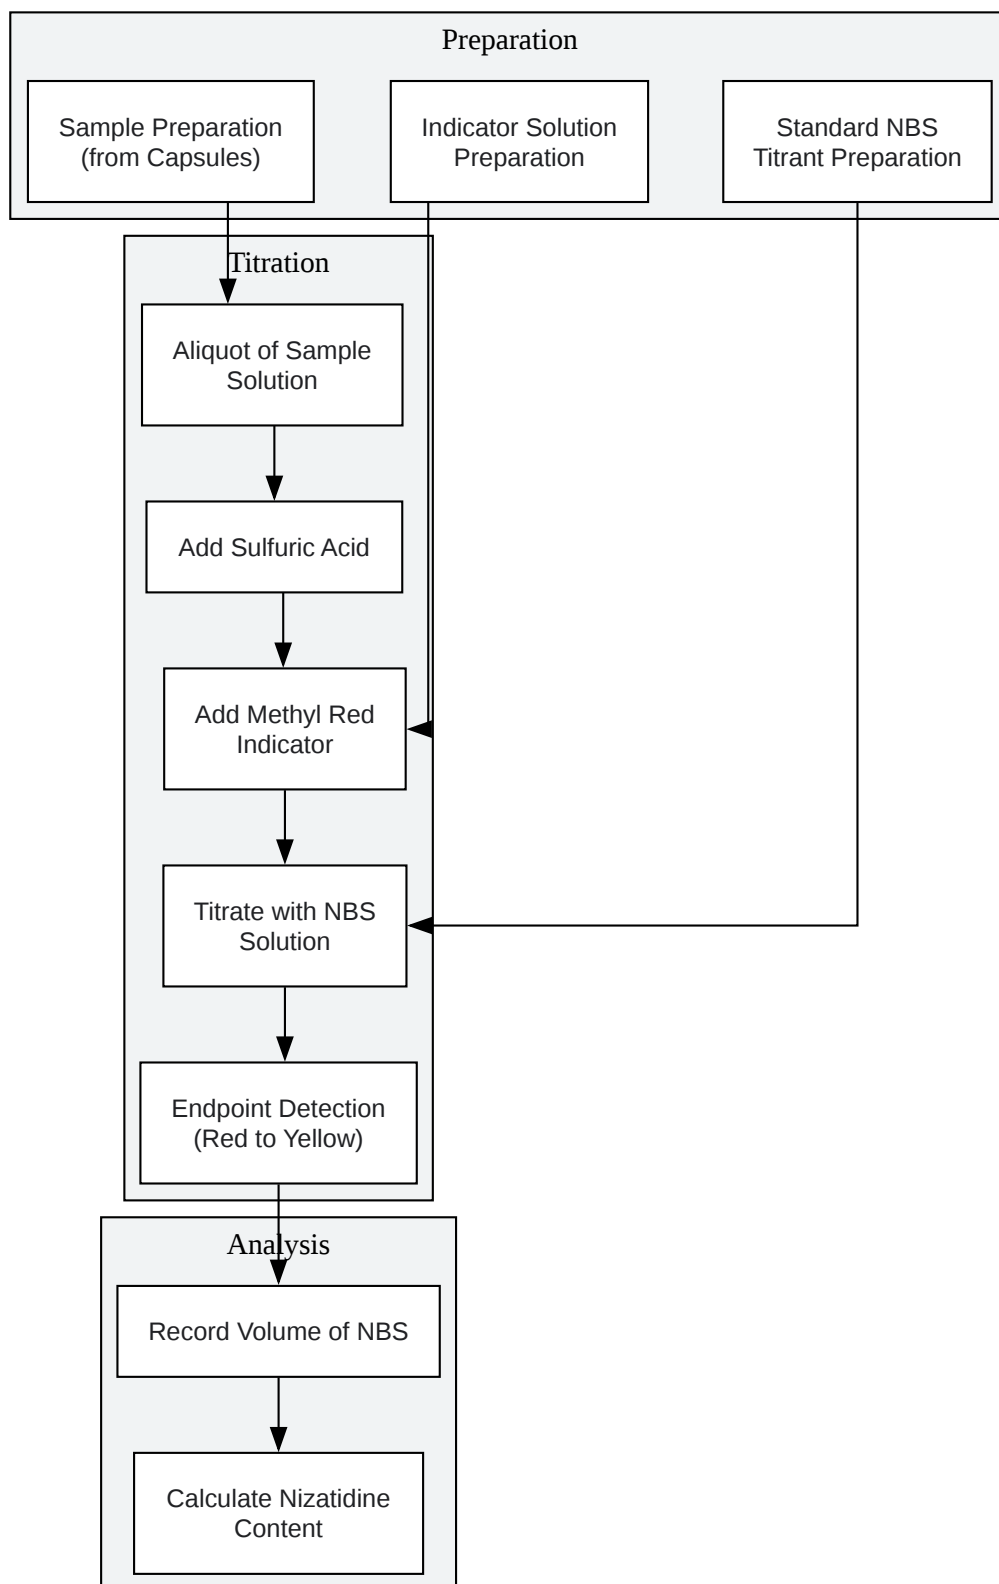 Preparation
Sample Preparation
(from Capsules)
Indicator Solution
Preparation
Standard NBS
Titrant Preparation
Titration
Aliquot of Sample
Solution
Add Sulfuric Acid
Add Methyl Red
Indicator
Titrate with NBS
Solution
Endpoint Detection
(Red to Yellow)
Analysis
Record Volume of NBS
Calculate Nizatidine
Content